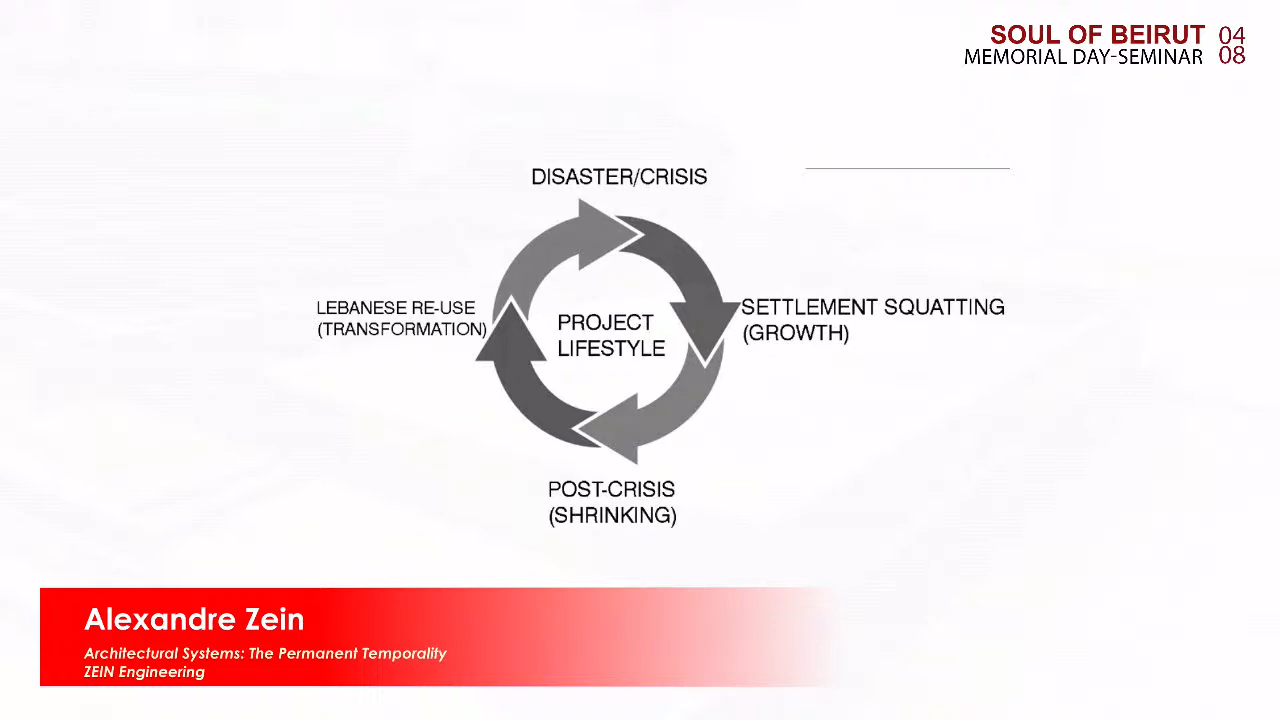 SOUL OF BEIRUT 04
MEMORIAL DAY-SEMINAR 08
DISASTER/CRISIS
LEBANESE RE-USE
(TRANSFORMATION)
PROJECT
LIFESTYLE
SETTLEMENT SQUATTING
(GROWTH)
POST-CRISIS
(SHRINKING)
Alexandre Zein
Architectural Systems: The Permanent Temporality
ZEIN Engineering